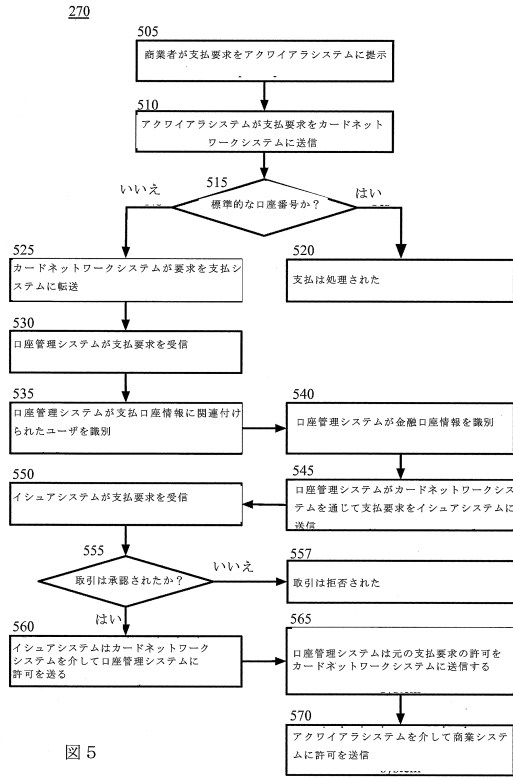 270
505
商業者が支払要求をアクワイアラシステムに提示
510
アクワイアラシステムが支払要求をカードネット
ワークシステムに送信
515
標準的な口座番号か？
いいえ
はい
525
カードネットワークシステムが要求を支払シ
ステムに転送
520
支払は処理された
530
口座管理システムが支払要求を受信
535
口座管理システムが支払口座情報に関連付け
られたユーザを識別
540
口座管理システムが金融口座情報を識別
545
口座管理システムがカードネットワークシス
テムを通じて支払要求をイシュアシステムに
送信
550
イシュアシステムが支払要求を受信
555
取引は承認されたか？
いいえ
はい
557
取引は拒否された
560
イシュアシステムはカードネットワーク
システムを介して口座管理システムに
許可を送る
565
口座管理システムは元の支払要求の許可を
カードネットワークシステムに送信する
570
アクワイアラシステムを介して商業システ
ムに許可を送信
図５